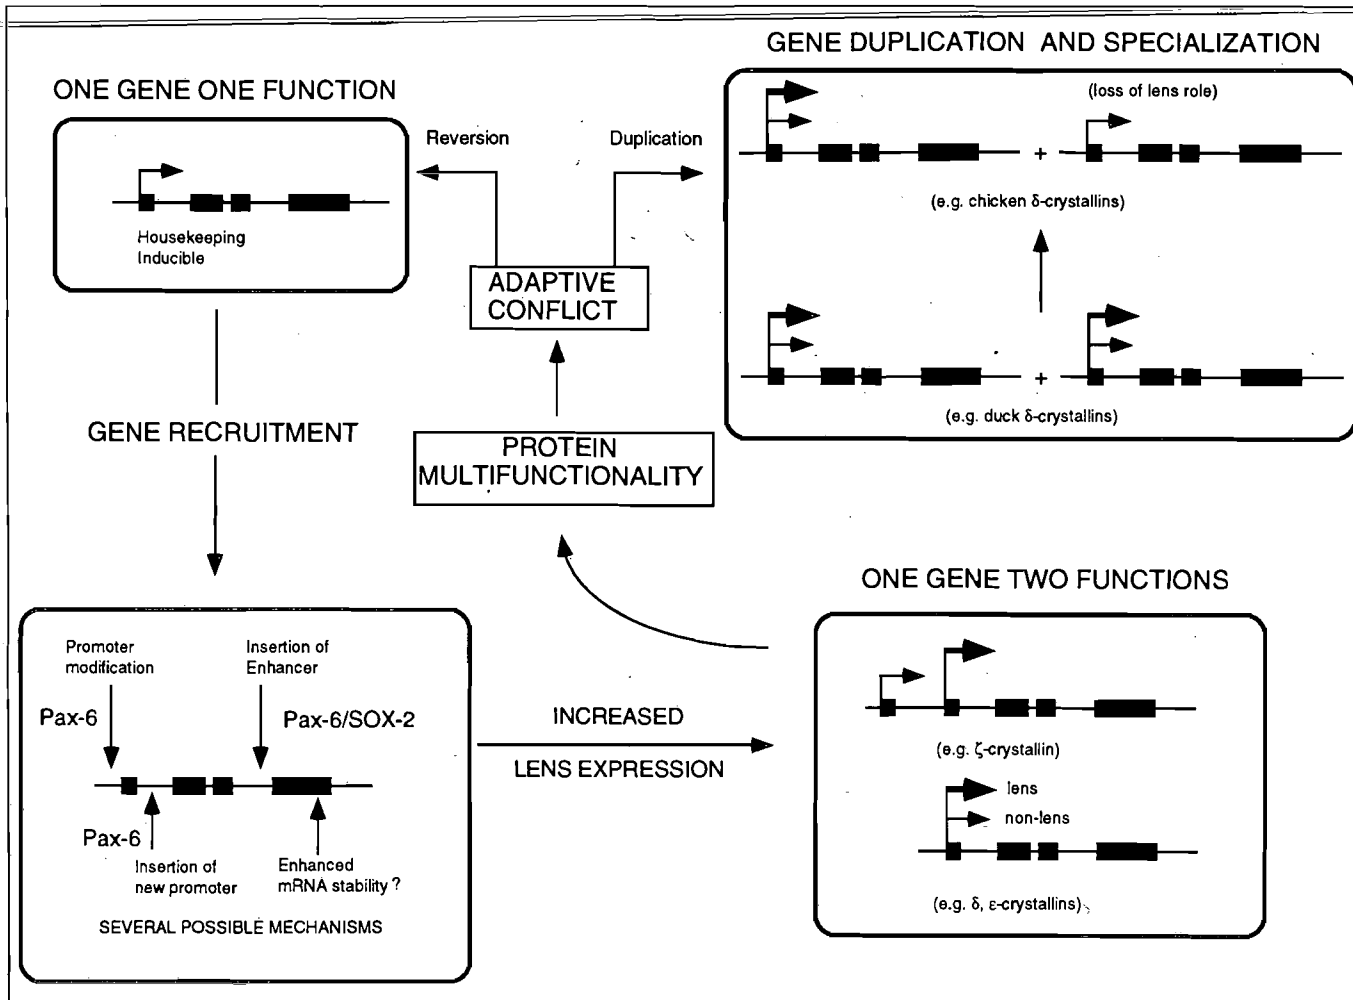 GENE DUPLICATION AND SPECIALIZATION
ONE GENE ONE FUNCTION
(loss of lens role)
Reversion
Duplication
+
(e.g. chicken δ-crystallins)
Housekeeping
Inducible
ADAPTIVE
CONFLICT
+
(e.g. duck δ-crystallins)
GENE RECRUITMENT
PROTEIN
MULTIFUNCTIONALITY
ONE GENE TWO FUNCTIONS
Promoter
modification
Insertion of
Enhancer
Pax-6
Pax-6/SOX-2
INCREASED
LENS EXPRESSION
(e.g. ζ-crystallin)
lens
non-lens
Pax-6
Insertion of
new promoter
Enhanced
mRNA stability ?
(e.g. δ, ε-crystallins)
SEVERAL POSSIBLE MECHANISMS